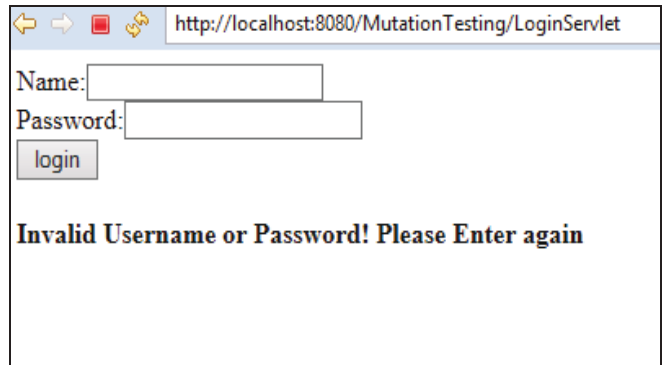 http://localhost:8080/MutationTesting/LoginServlet
Name:
Password:
login
Invalid Username or Password! Please Enter again